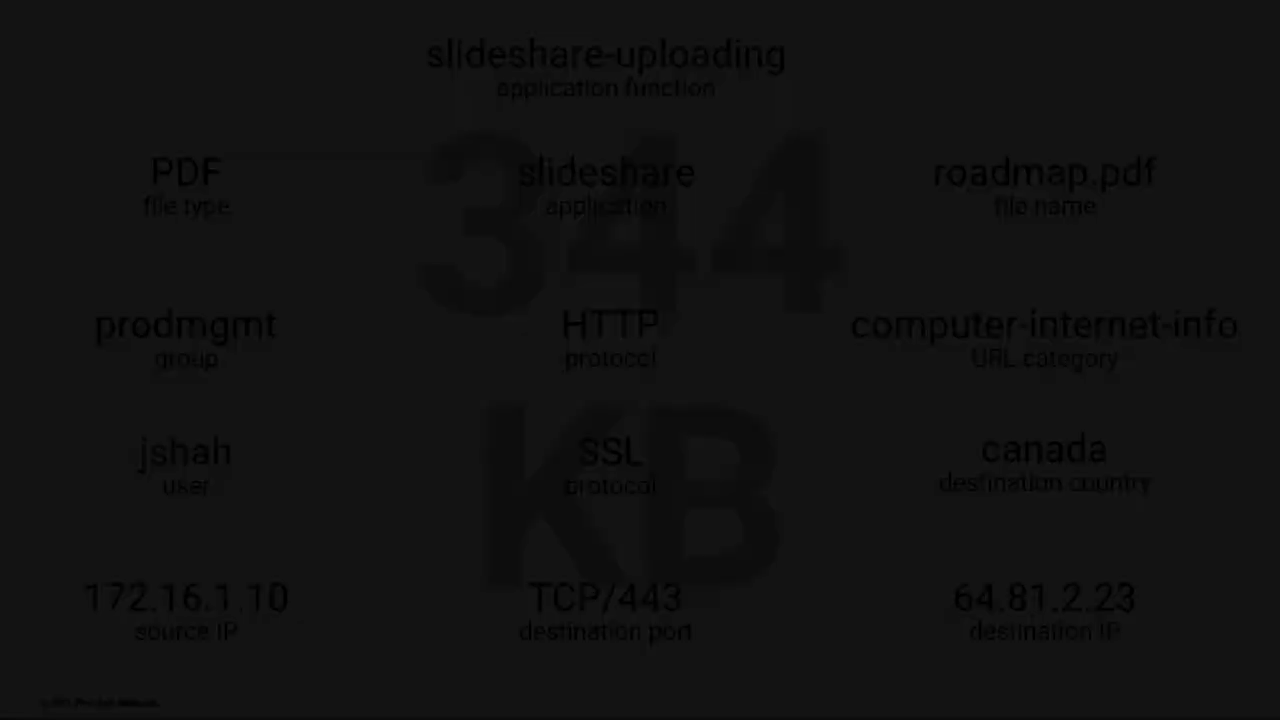 slideshare-uploading
application function
344
PDF
file type
slideshare
application
roadmap.pdf
file name
prodmgmt
group
HTTP
protocol
computer-internet-info
URL category
KB
jshah
user
SSL
protocol
canada
destination country
172.16.1.10
source IP
TCP/443
destination port
64.81.2.23
destination IP